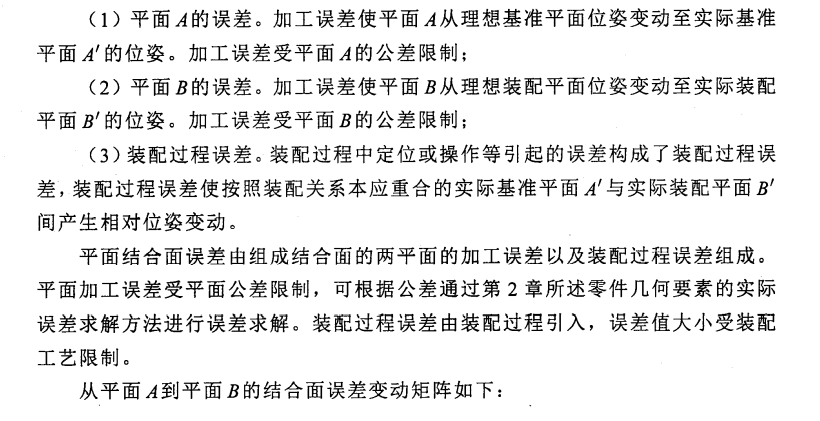 （1）平面 A的误差。加工误差使平面 A从理想基准平面位姿变动至实际基准
平面 A′的位姿。加工误差受平面 A的公差限制；
（2）平面 B的误差。加工误差使平面 B从理想装配平面位姿变动至实际装配
平面 B′的位姿。加工误差受平面 B的公差限制；
（3）装配过程误差。装配过程中定位或操作等引起的误差构成了装配过程误
差，装配过程误差使按照装配关系本应重合的实际基准平面 A′与实际装配平面 B′
间产生相对位姿变动。
平面结合面误差由组成结合面的两平面的加工误差以及装配过程误差组成。
平面加工误差受平面公差限制，可根据公差通过第 2 章所述零件几何要素的实际
误差求解方法进行误差求解。装配过程误差由装配过程引入，误差值大小受装配
工艺限制。
从平面 A到平面 B的结合面误差变动矩阵如下：